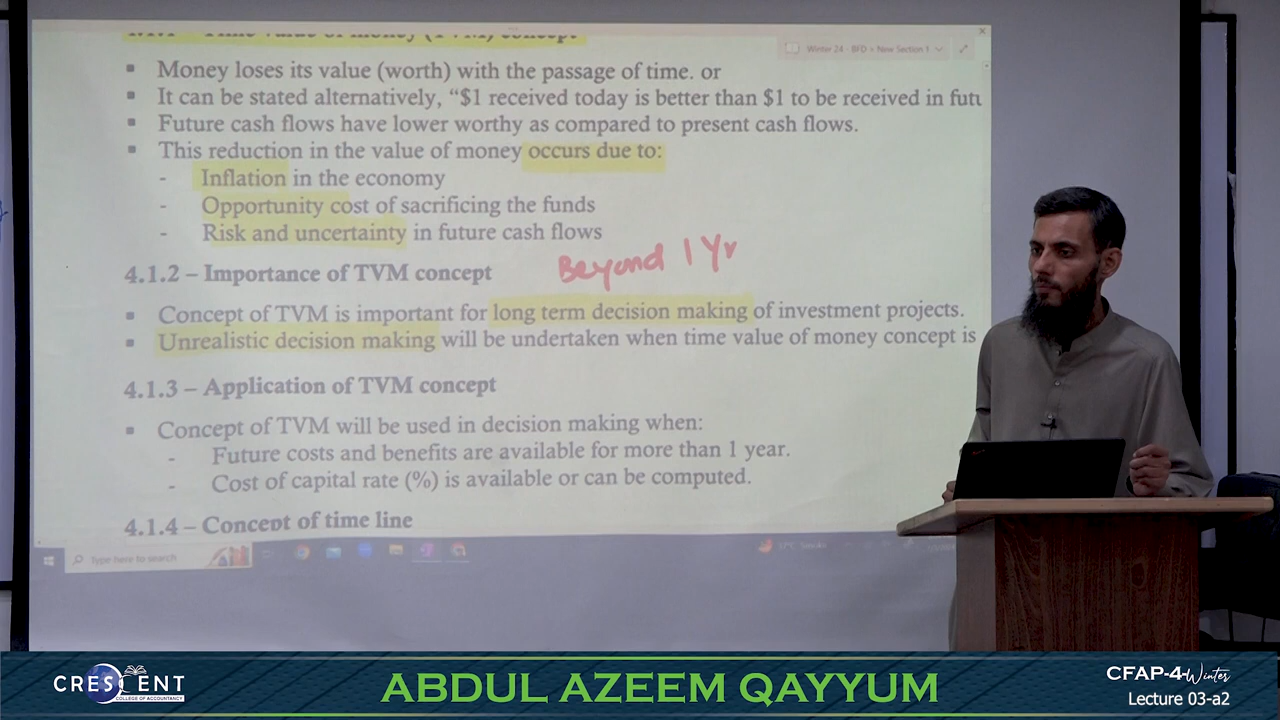 4.1.1 – Time value of money (TVM) concept
Winter 24 - BFD » New Section 1
▪ Money loses its value (worth) with the passage of time. or
▪ It can be stated alternatively, “$1 received today is better than $1 to be received in futu
▪ Future cash flows have lower worthy as compared to present cash flows.
▪ This reduction in the value of money occurs due to:
- Inflation in the economy
- Opportunity cost of sacrificing the funds
- Risk and uncertainty in future cash flows
Beyond 1 Yr
4.1.2 – Importance of TVM concept
▪ Concept of TVM is important for long term decision making of investment projects.
▪ Unrealistic decision making will be undertaken when time value of money concept is
4.1.3 – Application of TVM concept
▪ Concept of TVM will be used in decision making when:
- Future costs and benefits are available for more than 1 year.
- Cost of capital rate (%) is available or can be computed.
4.1.4 – Concept of time line
Type here to search
CRESCENT
COLLEGE OF ACCOUNTANCY
ABDUL AZEEM QAYYUM
CFAP-4 Winter
Lecture 03-a2